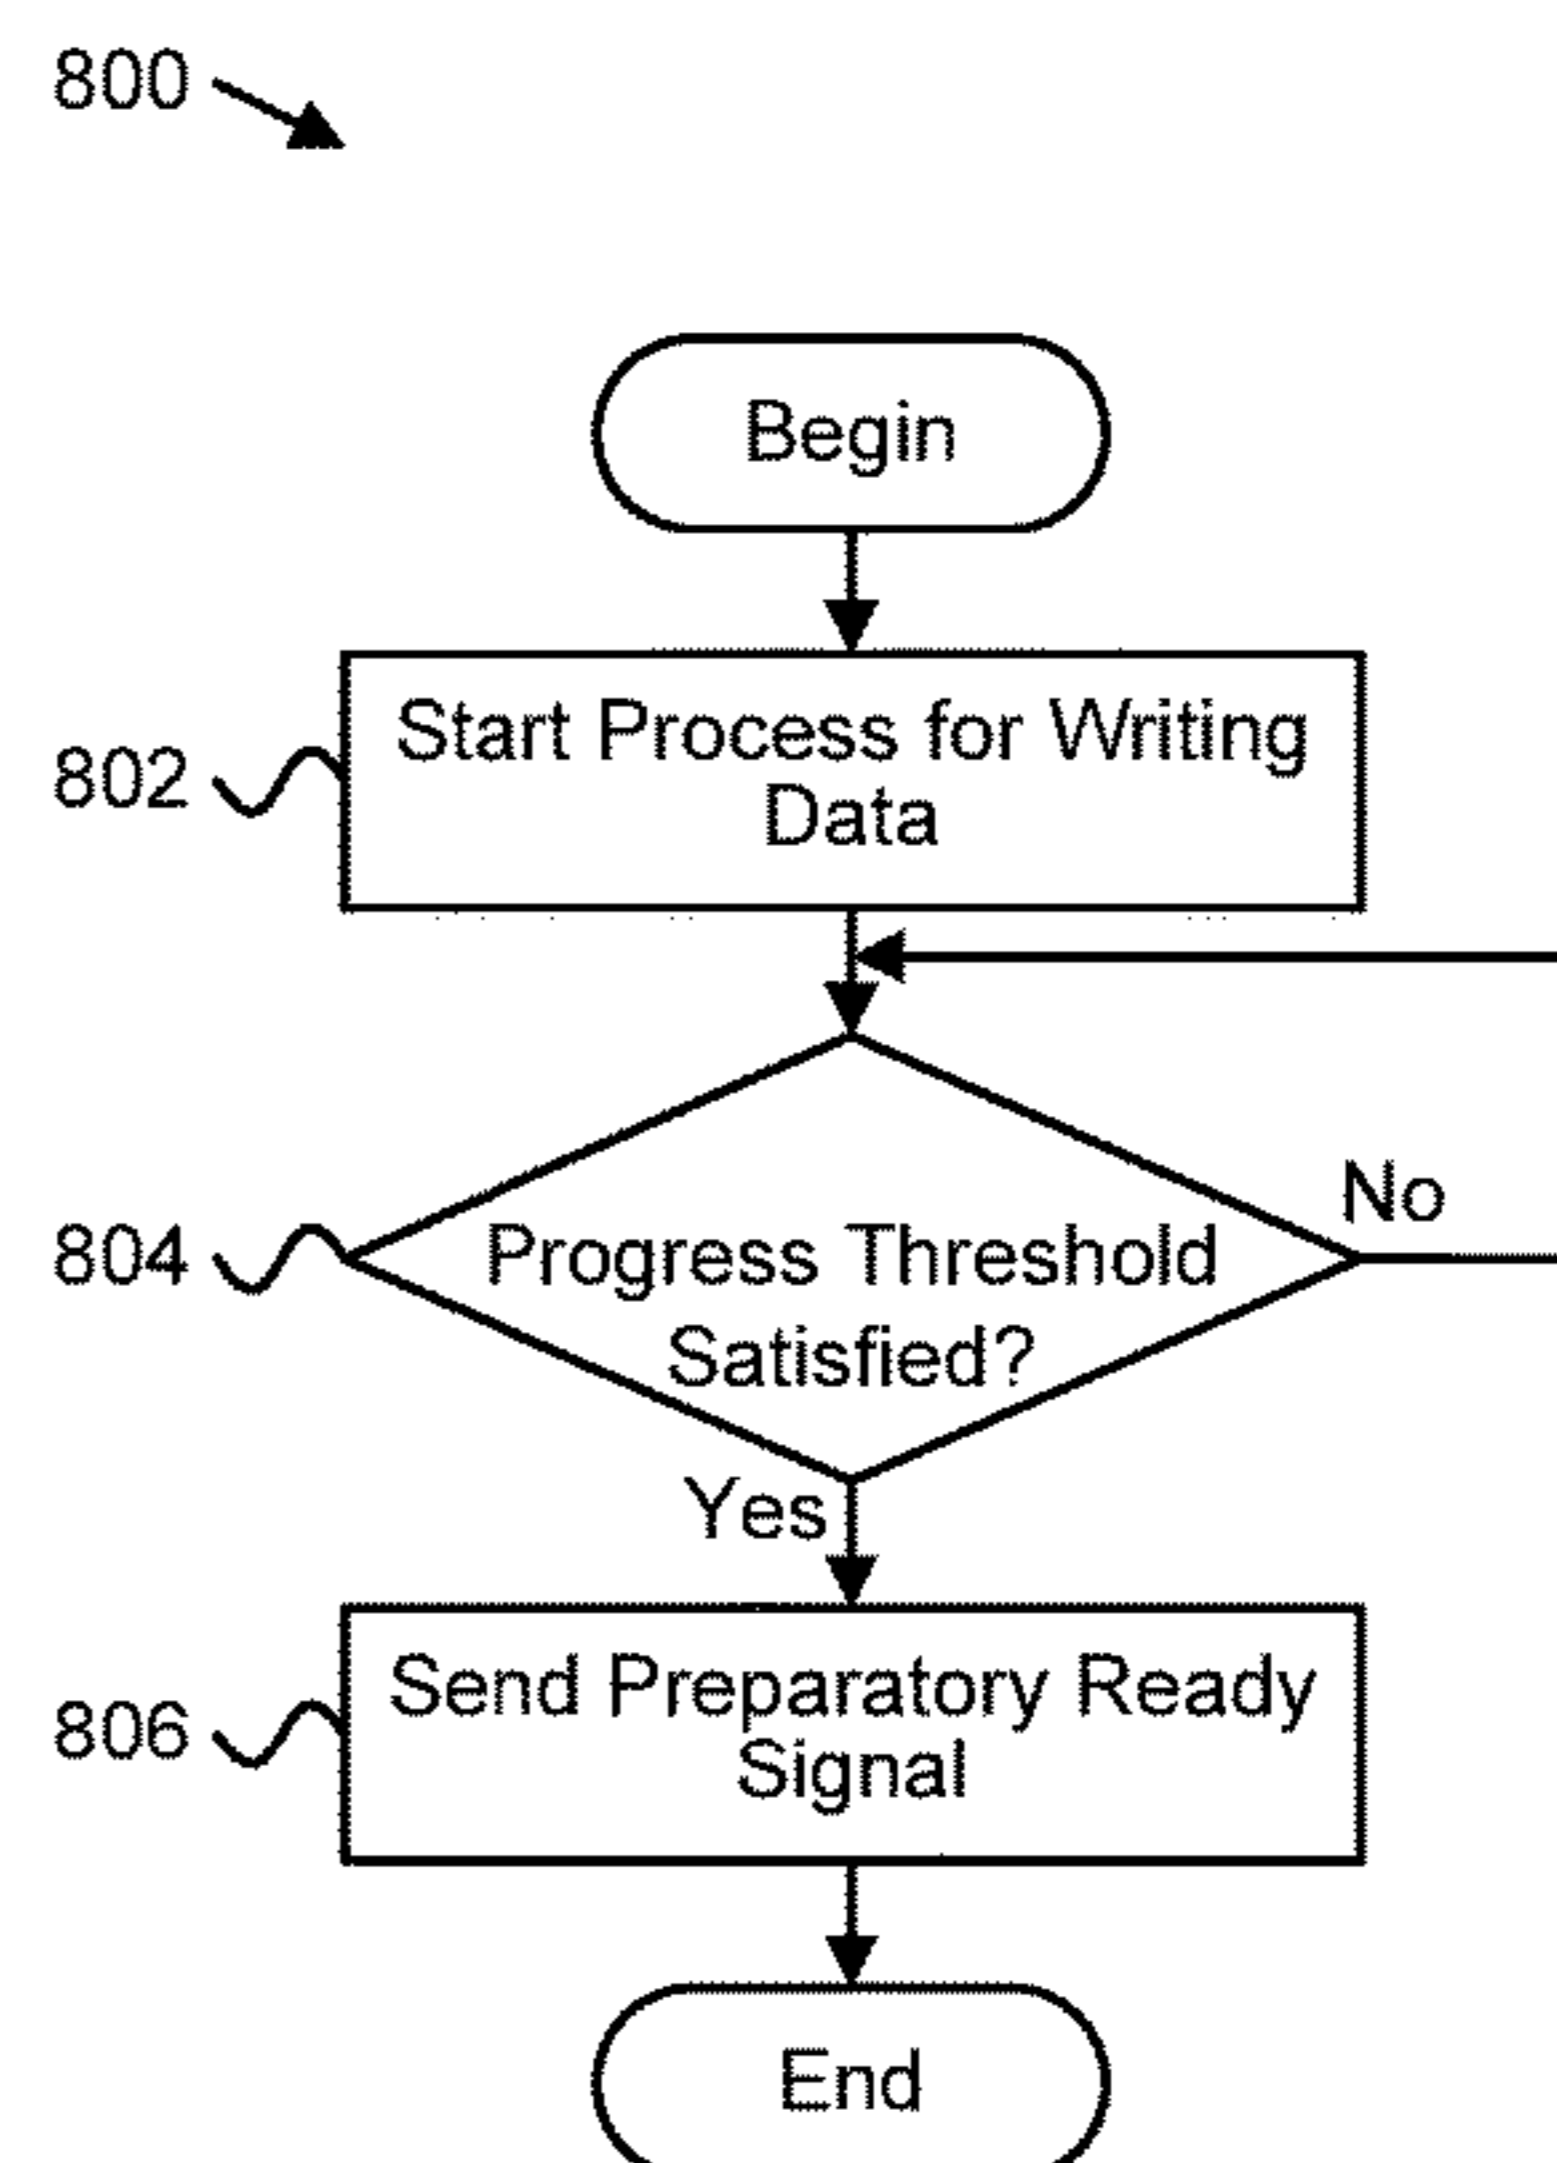 800
Begin
802
Start Process for Writing
Data
804
Progress Threshold
Satisfied?
No
Yes
806
Send Preparatory Ready
Signal
End